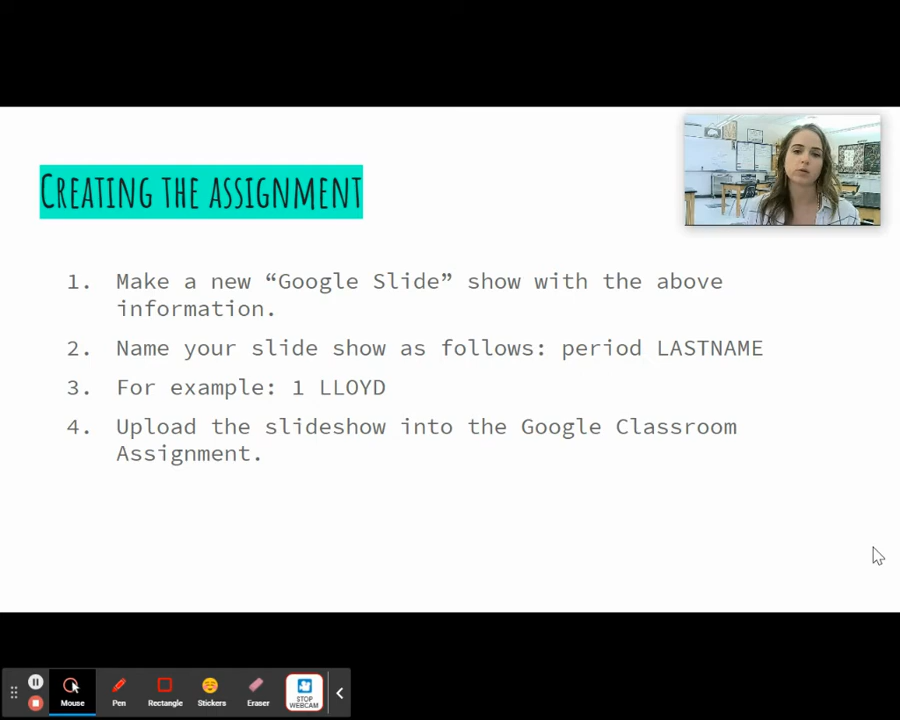 CREATING THE ASSIGNMENT
1. Make a new “Google Slide” show with the above
information.
2. Name your slide show as follows: period LASTNAME
3. For example: 1 LLOYD
4. Upload the slideshow into the Google Classroom
Assignment.
Mouse Pen Rectangle Stickers Eraser STOP
WEBCAM